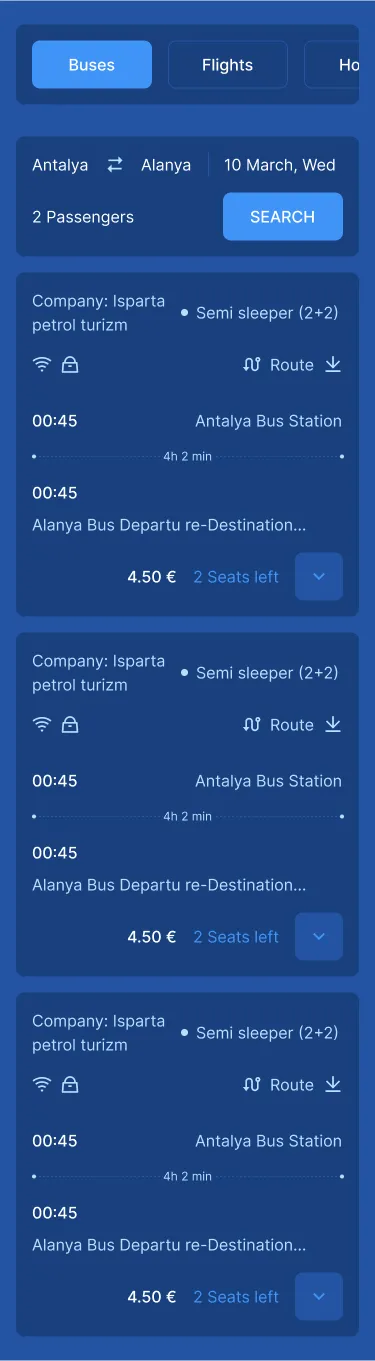 Buses Flights Ho
Antalya Alanya 10 March, Wed
2 Passengers SEARCH
Company: Isparta
petrol turizm
• Semi sleeper (2+2)
Route
00:45 Antalya Bus Station
4h 2 min
00:45
Alanya Bus Departu re-Destination...
4.50 € 2 Seats left
Company: Isparta
petrol turizm
• Semi sleeper (2+2)
Route
00:45 Antalya Bus Station
4h 2 min
00:45
Alanya Bus Departu re-Destination...
4.50 € 2 Seats left
Company: Isparta
petrol turizm
• Semi sleeper (2+2)
Route
00:45 Antalya Bus Station
4h 2 min
00:45
Alanya Bus Departu re-Destination...
4.50 € 2 Seats left